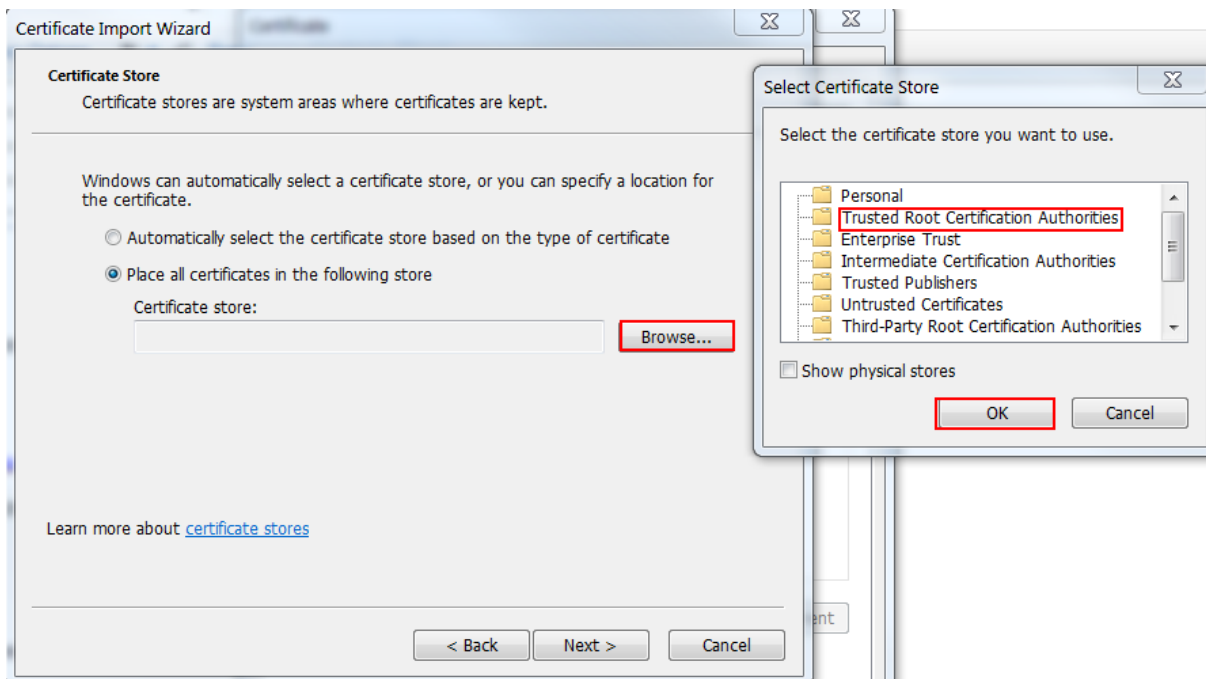 Certificate Import Wizard
Certificate
Certificate Store
Certificate stores are system areas where certificates are kept.
Windows can automatically select a certificate store, or you can specify a location for
the certificate.
Automatically select the certificate store based on the type of certificate
Place all certificates in the following store
Certificate store:
Browse...
Learn more about certificate stores
< Back
Next >
Cancel
Select Certificate Store
Select the certificate store you want to use.
Personal
Trusted Root Certification Authorities
Enterprise Trust
Intermediate Certification Authorities
Trusted Publishers
Untrusted Certificates
Third-Party Root Certification Authorities
Show physical stores
OK
Cancel